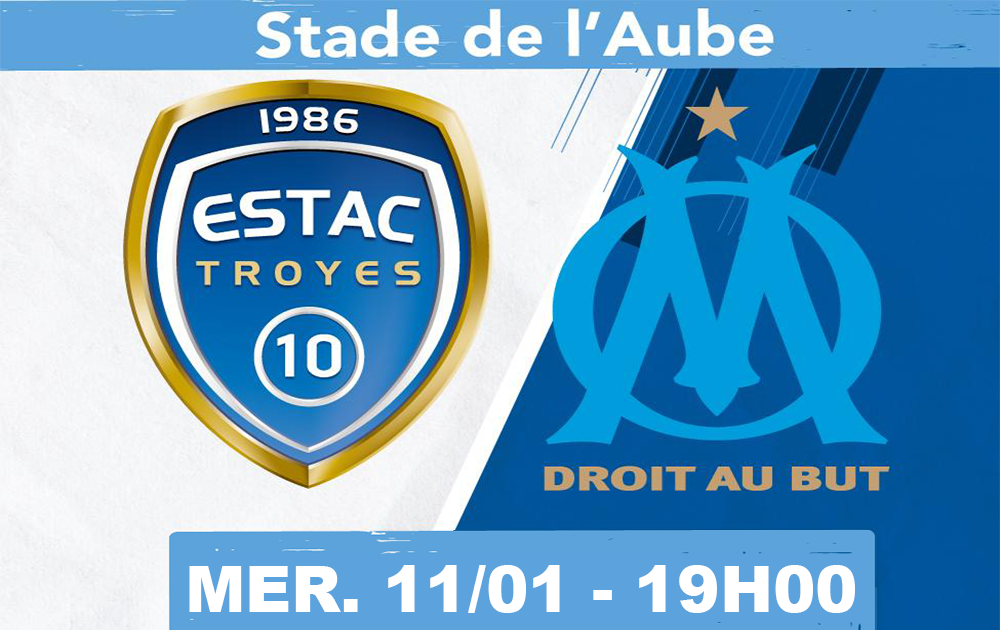 Stade de l'Aube
1986
ESTAC
TROYES
10
DROIT AU BUT
MER. 11/01 - 19H00